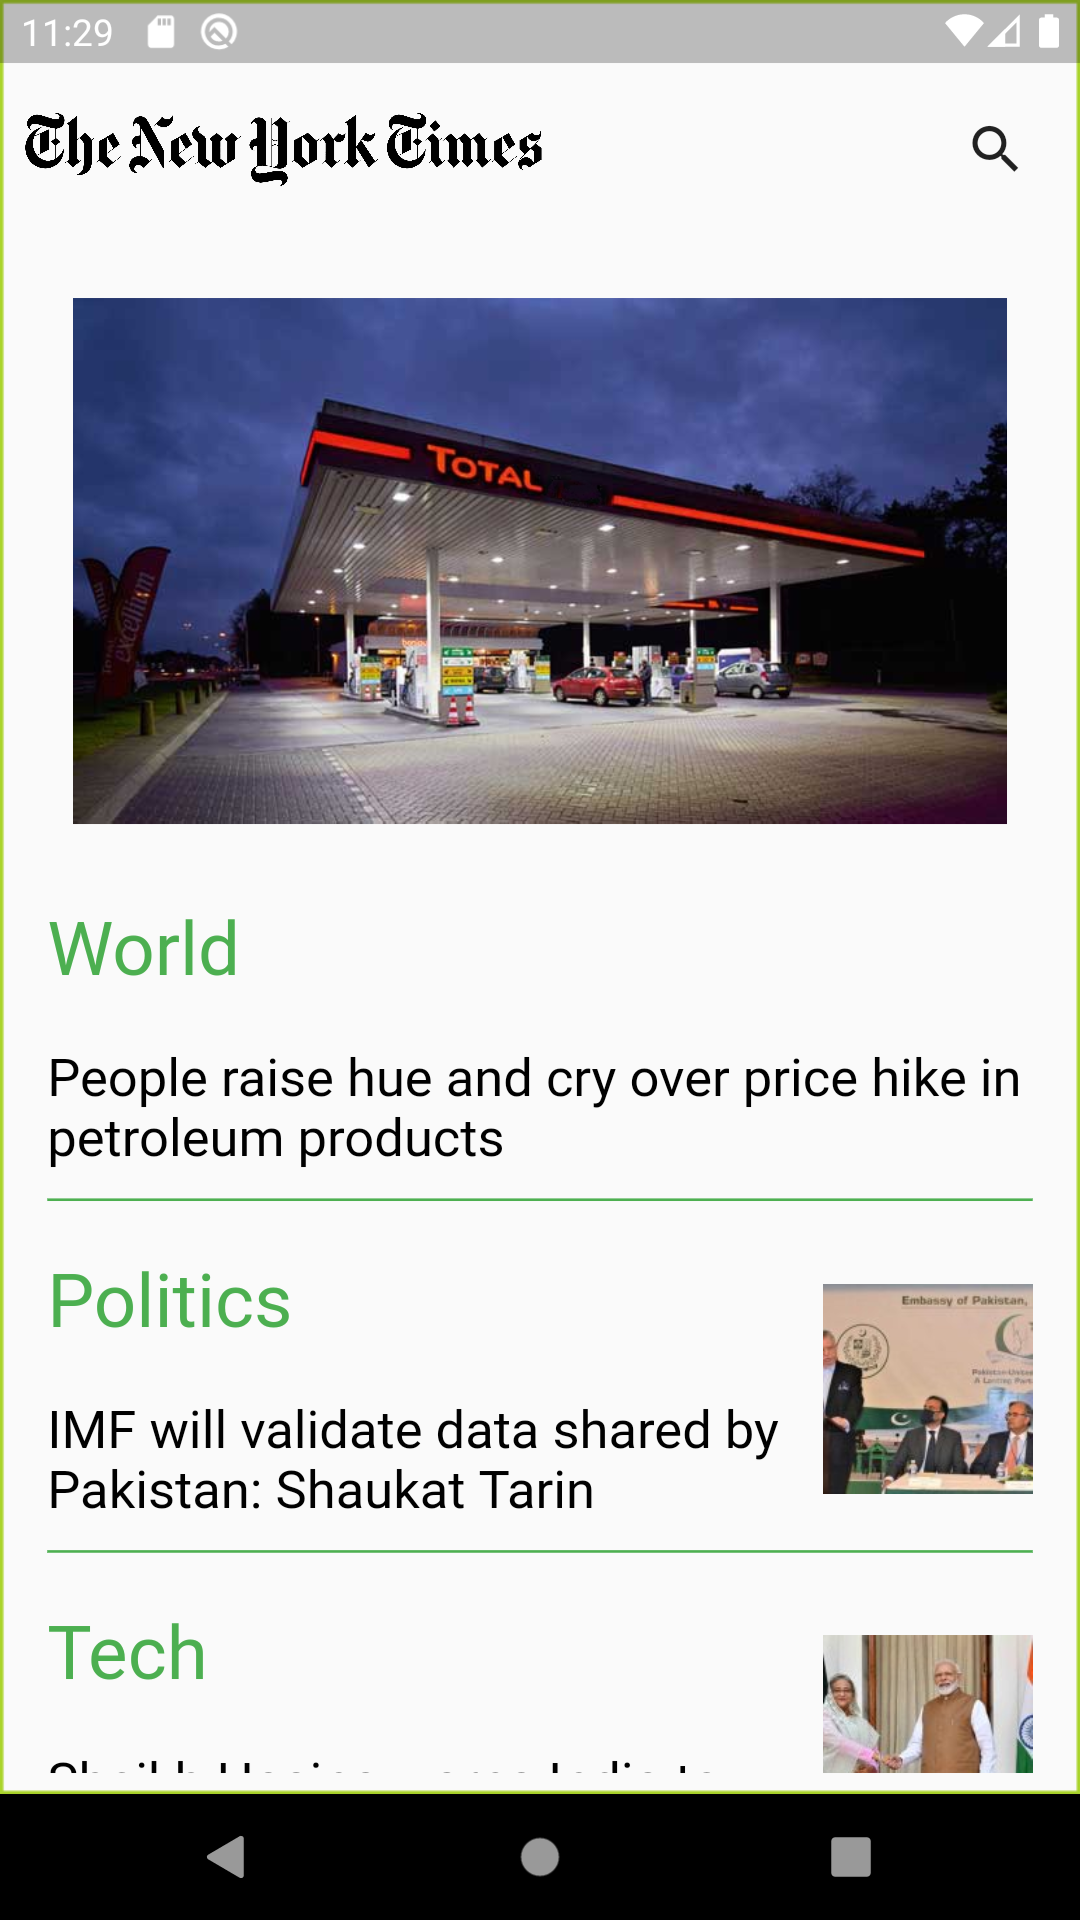 11:29
The New York Times
TOTAL
excellium
World
People raise hue and cry over price hike in
petroleum products
Politics
Embassy of Pakistan,
IMF will validate data shared by
Pakistan: Shaukat Tarin
Tech